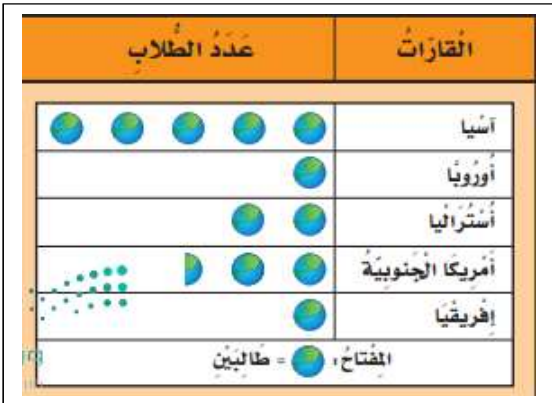 الْقَارَّاتُ عَدَدُ الطُّلَابِ
آسْيَا
أُورُوبَّا
أُسْتُرَالْيَا
أَمْرِيكَا الْجَنُوبِيَّةُ
إِفْرِيقْيَا
الْمِفْتَاحُ: = طَالِبَيْنِ